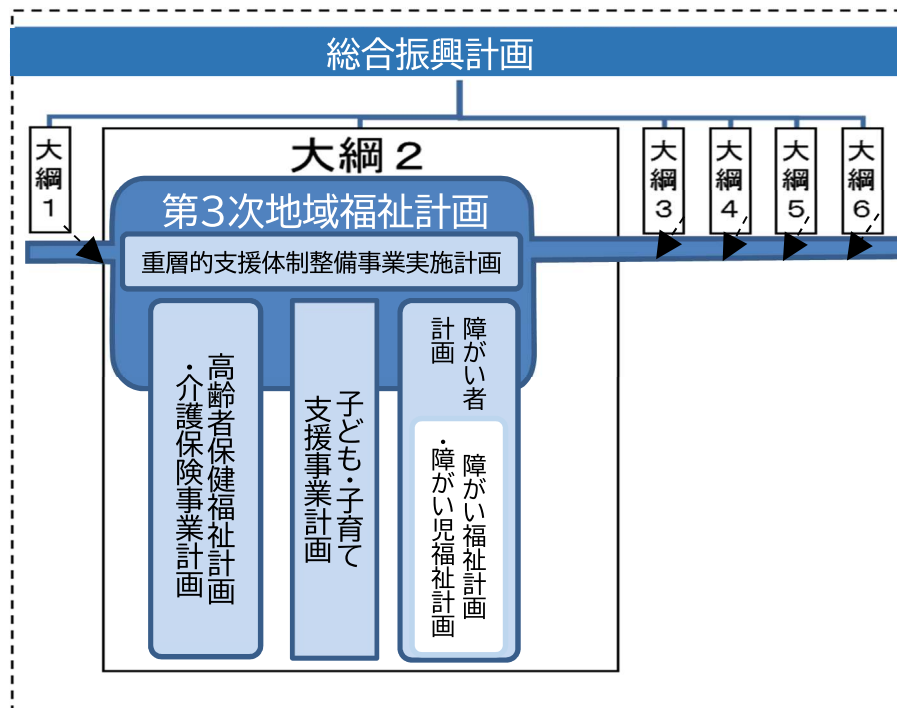 総合振興計画
大綱1
大綱2
大綱3
大綱4
大綱5
大綱6
第3次地域福祉計画
重層的支援体制整備事業実施計画
高齢者保健福祉計画
・介護保険事業計画
子ども・子育て
支援事業計画
障がい者
計画
障がい福祉計画
・障がい児福祉計画